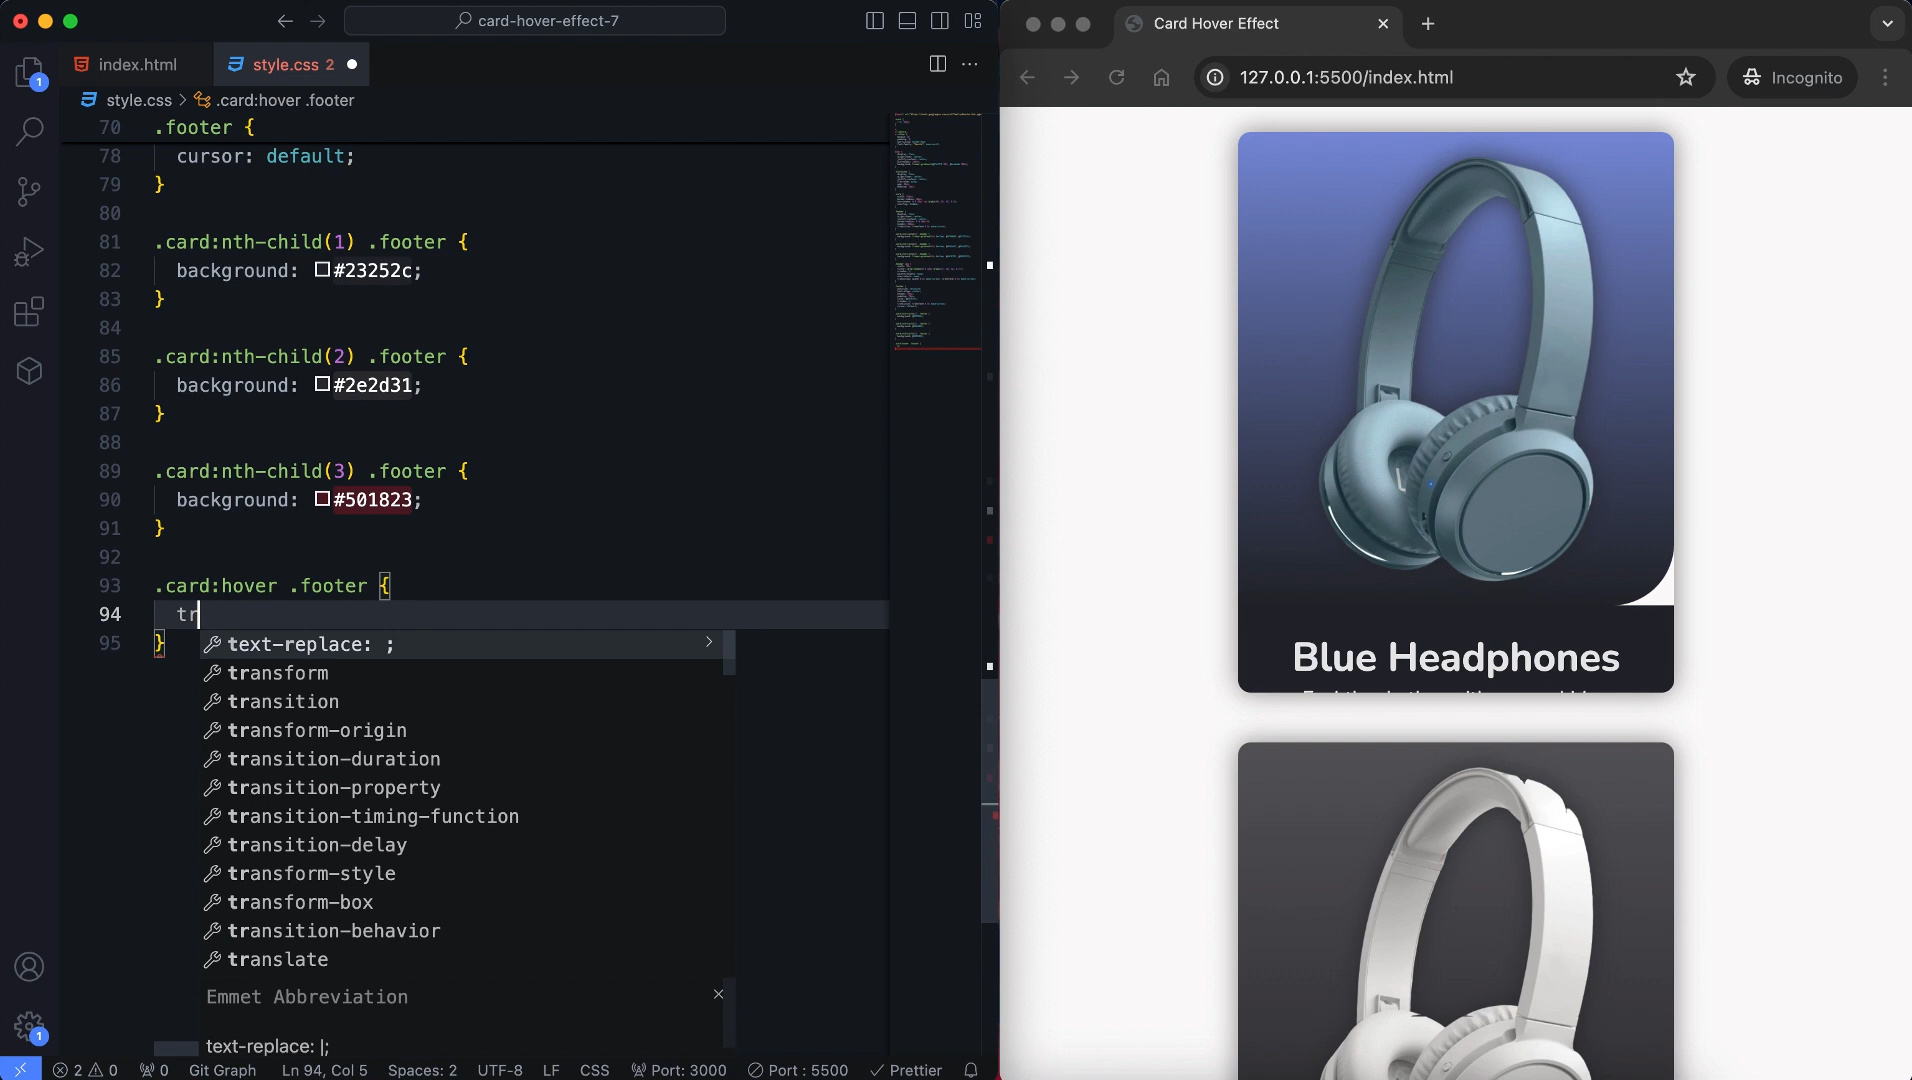 card-hover-effect-7
index.html
style.css 2
style.css > .card:hover .footer
70 .footer {
78 cursor: default;
79 }
80
81 .card:nth-child(1) .footer {
82 background: #23252c;
83 }
84
85 .card:nth-child(2) .footer {
86 background: #2e2d31;
87 }
88
89 .card:nth-child(3) .footer {
90 background: #501823;
91 }
92
93 .card:hover .footer {
94 tr
95 }
text-replace: ;
transform
transition
transform-origin
transition-duration
transition-property
transition-timing-function
transition-delay
transform-style
transform-box
transition-behavior
translate
Emmet Abbreviation
text-replace: |;
1
1
2 0 0 Git Graph Ln 94, Col 5 Spaces: 2 UTF-8 LF CSS Port: 3000 Port : 5500 Prettier
Card Hover Effect
127.0.0.1:5500/index.html
Incognito
Blue Headphones